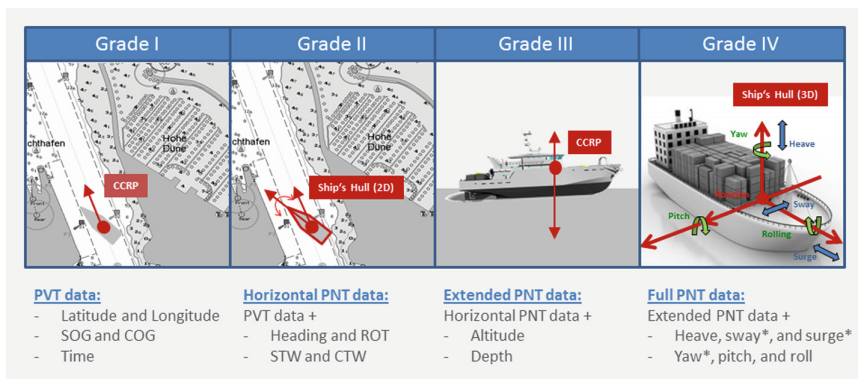 Grade I
Grade II
Grade III
Grade IV
chthafen
Hohe
Düne
CCRP
chthafen
Hohe
Düne
Ship's Hull (2D)
CCRP
Ship's Hull (3D)
Yaw
Heave
Sway
Pitch
Rolling
Surge
PVT data:
- Latitude and Longitude
- SOG and COG
- Time
Horizontal PNT data:
PVT data +
- Heading and ROT
- STW and CTW
Extended PNT data:
Horizontal PNT data +
- Altitude
- Depth
Full PNT data:
Extended PNT data +
- Heave, sway*, and surge*
- Yaw*, pitch, and roll